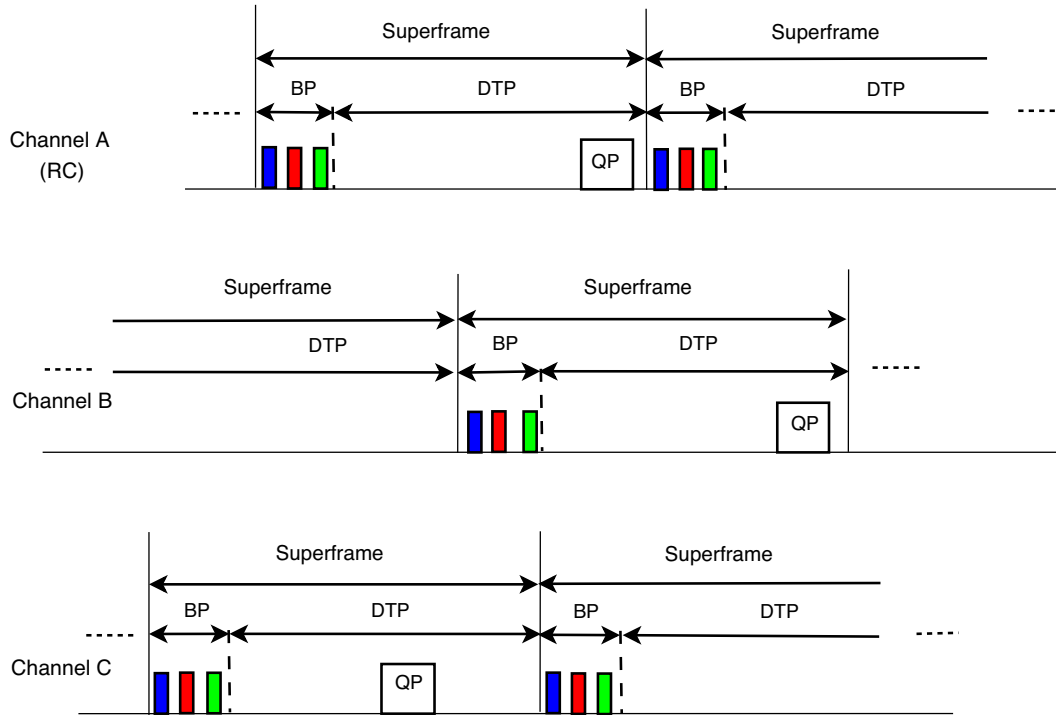 Superframe Superframe
BP DTP BP DTP
Channel A
(RC)
QP
Superframe Superframe
DTP BP DTP
Channel B
QP
Superframe Superframe
BP DTP BP DTP
Channel C
QP